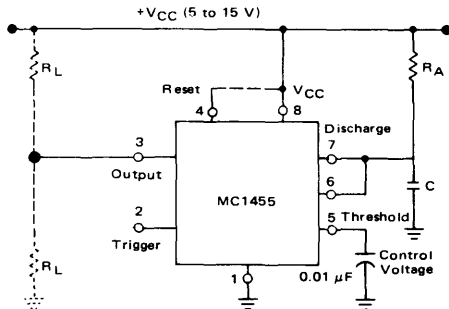 +VCC (5 to 15 V)
RL
Reset
VCC
RA
4
8
Discharge
3
7
Output
6
C
MC1455
2
5
Threshold
Trigger
RL
Control
Voltage
1
0.01 µF